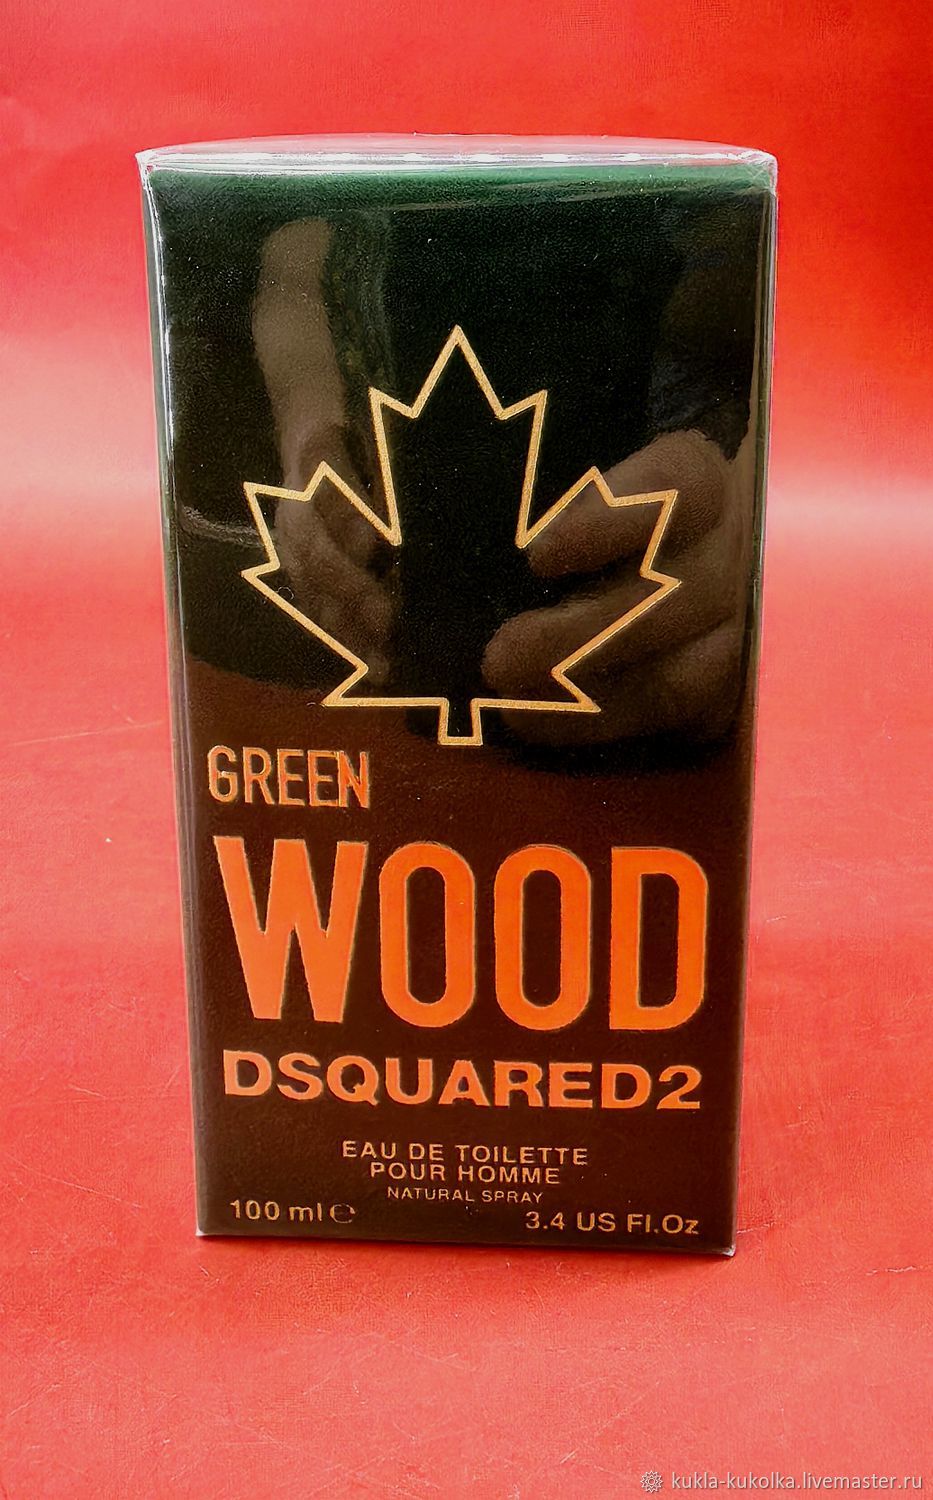 GREEN
WOOD
DSQUARED2
EAU DE TOILETTE
POUR HOMME
NATURAL SPRAY
100 ml ℮
3.4 US Fl.Oz
kukla-kukolka.livemaster.ru